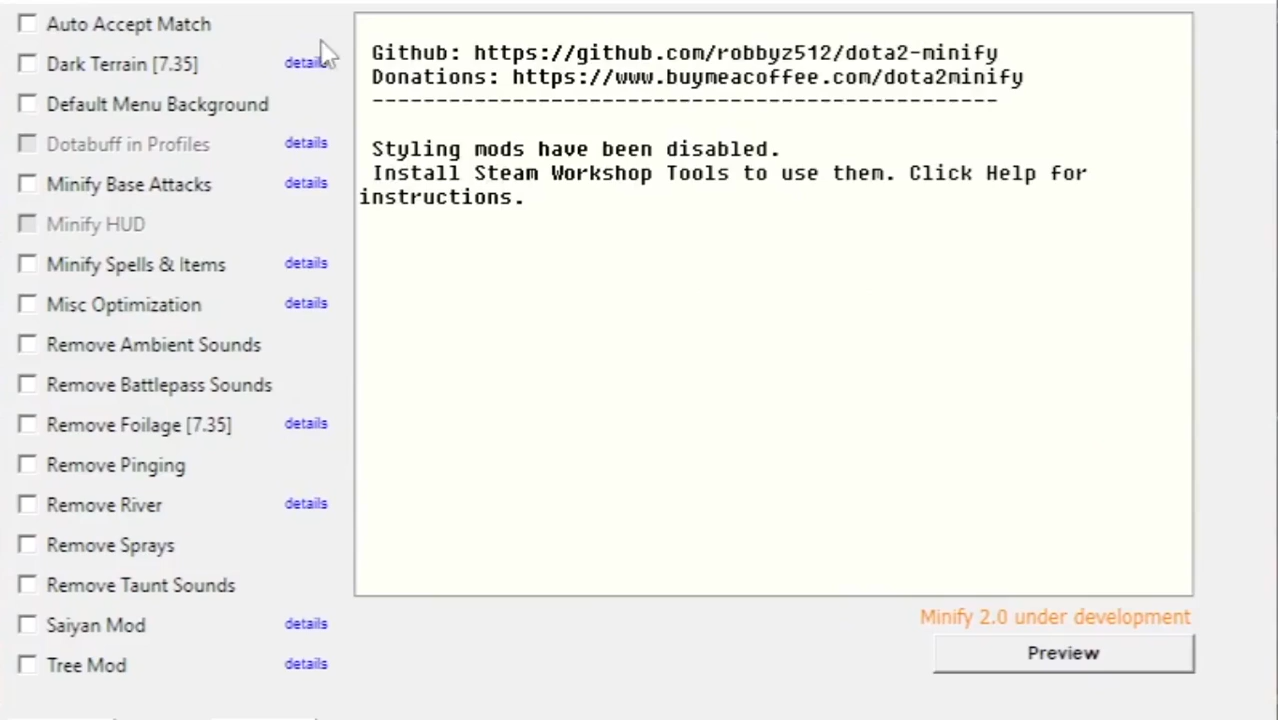 Auto Accept Match
Dark Terrain [7.35] details
Default Menu Background
Dotabuff in Profiles details
Minify Base Attacks details
Minify HUD
Minify Spells & Items details
Misc Optimization details
Remove Ambient Sounds
Remove Battlepass Sounds
Remove Foilage [7.35] details
Remove Pinging
Remove River details
Remove Sprays
Remove Taunt Sounds
Saiyan Mod details
Tree Mod details
Github: https://github.com/robbyz512/dota2-minify
Donations: https://www.buymeacoffee.com/dota2minify
-------------------------------------------------
Styling mods have been disabled.
Install Steam Workshop Tools to use them. Click Help for
instructions.
Minify 2.0 under development
Preview